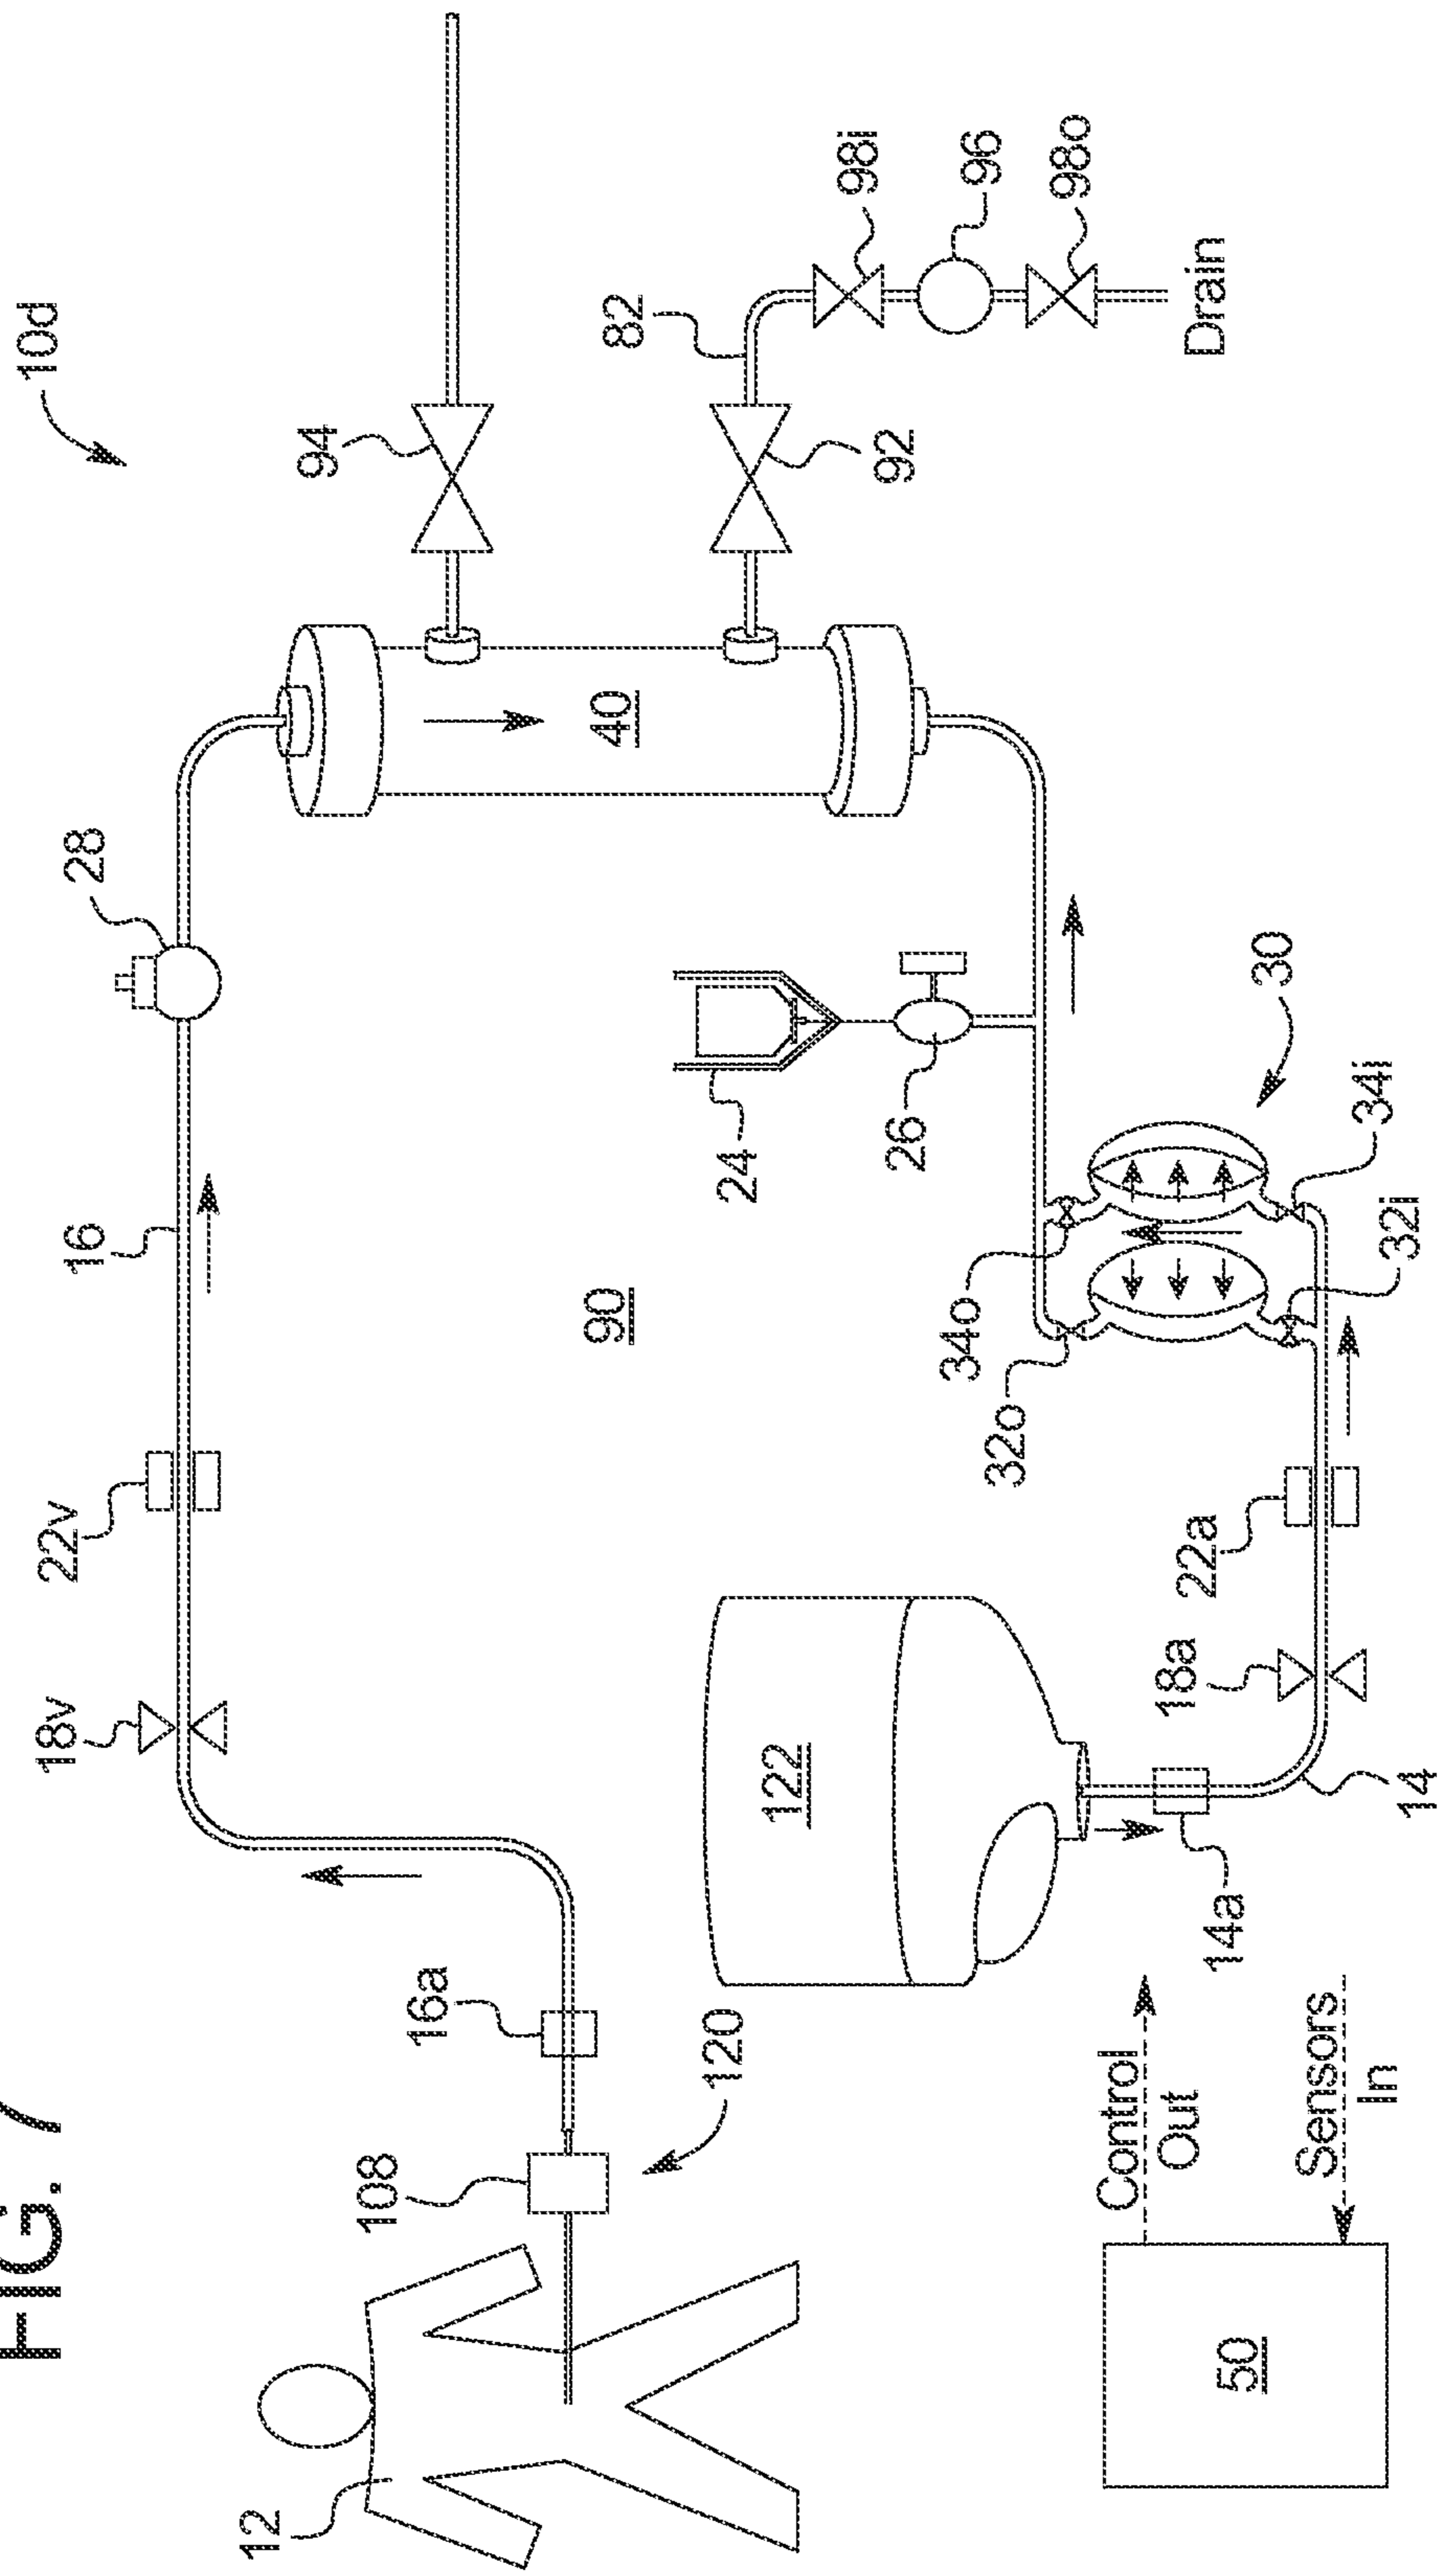 FIG. 7
10d
12
108
120
16a
18v
22v
16
28
94
40
92
82
98i
96
98o
Drain
90
24
26
30
34o
32o
34i
32i
22a
18a
122
14a
14
Control
Out
Sensors
In
50